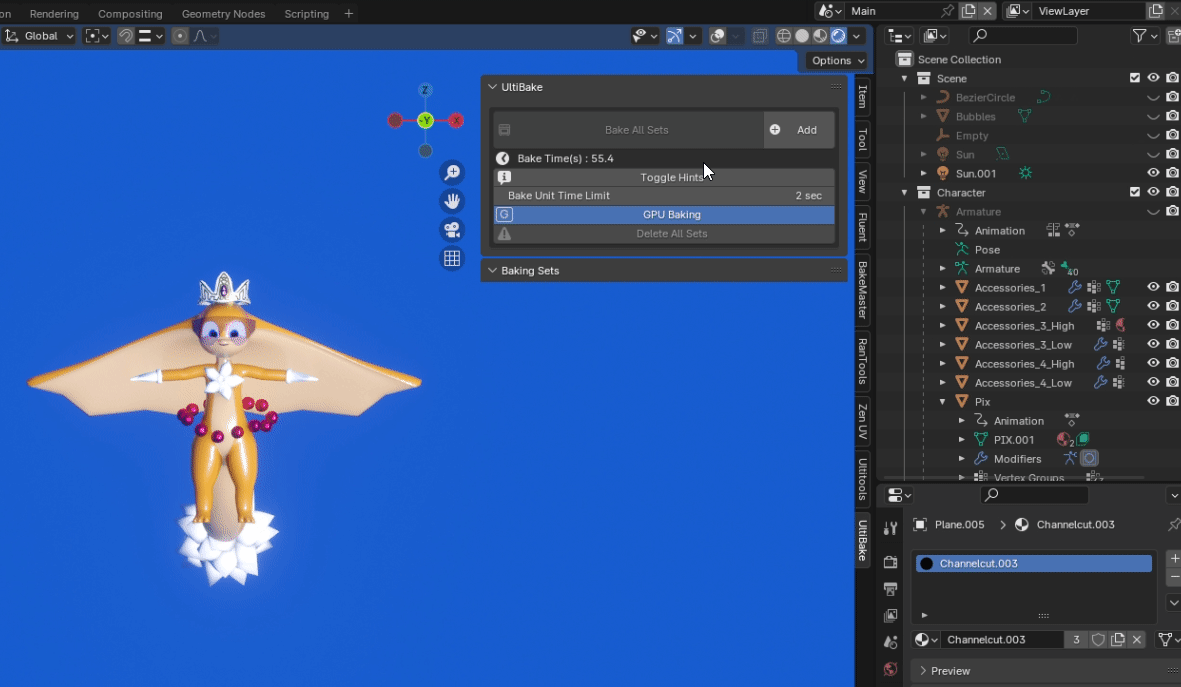 on Rendering Compositing Geometry Nodes Scripting +
Main ViewLayer
Global
Options
Z
-Y
X
UltiBake
Bake All Sets Add
Bake Time(s) : 55.4
Toggle Hints
Bake Unit Time Limit 2 sec
G GPU Baking
Delete All Sets
Baking Sets
Item
Tool
View
Fluent
BakeMaster
RanTools
Zen UV
Ultitools
UltiBake
Scene Collection
Scene
BezierCircle
Bubbles
Empty
Sun
Sun.001
Character
Armature
Animation
Pose
Armature 40
Accessories_1
Accessories_2
Accessories_3_High
Accessories_3_Low
Accessories_4_High
Accessories_4_Low
Pix
Animation
PIX.001 2
Modifiers
Vertex Groups
Plane.005 Channelcut.003
Channelcut.003
Channelcut.003 3
Preview